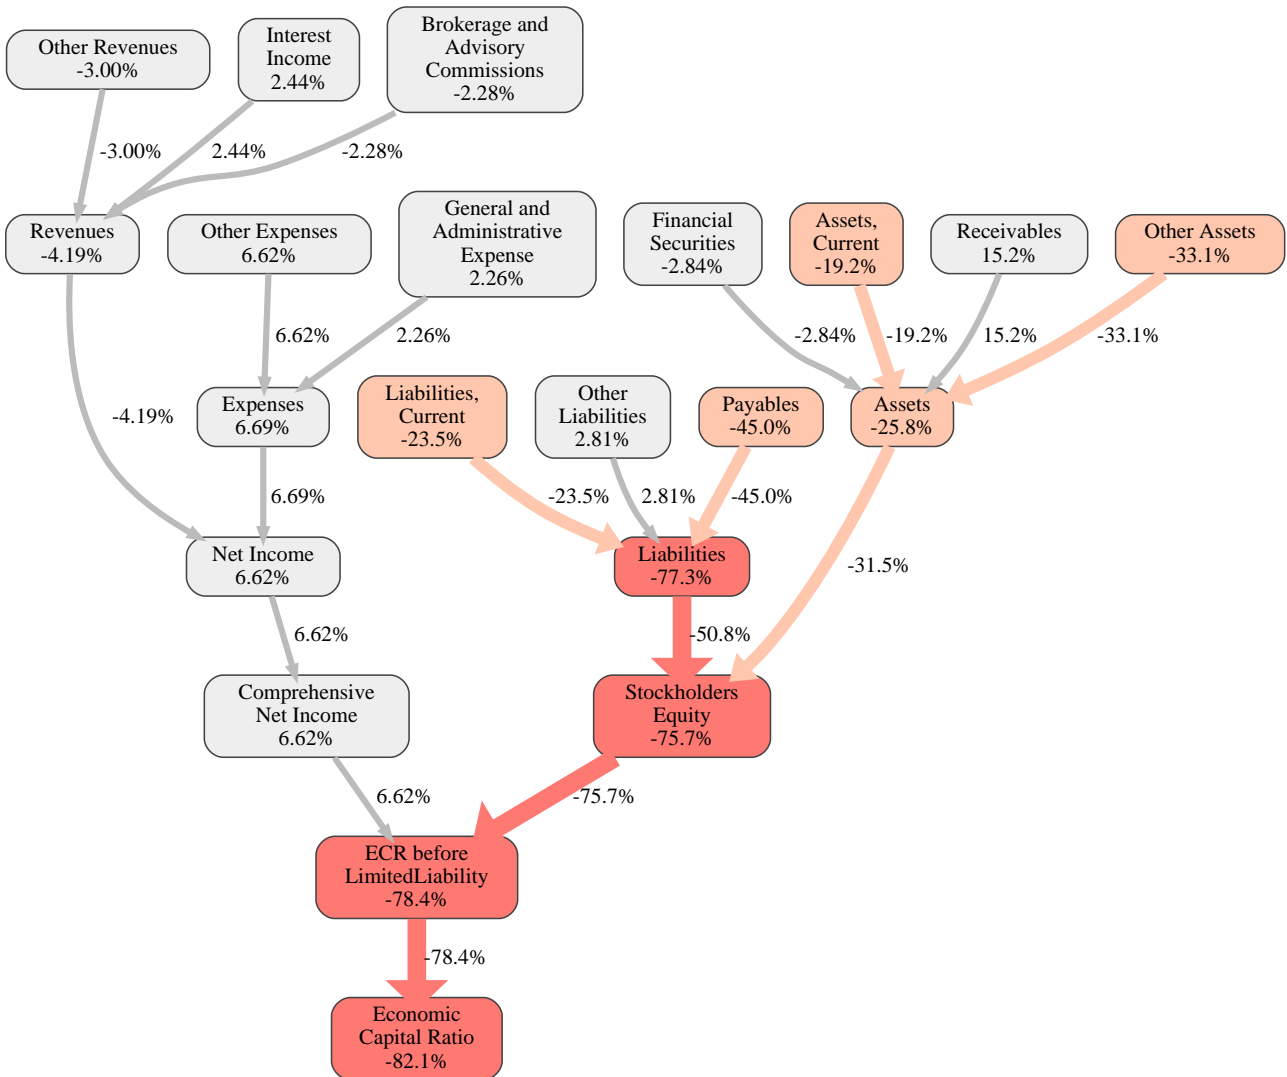 Other Revenues
-3.00%
Interest
Income
2.44%
Brokerage and
Advisory
Commissions
-2.28%
-3.00%
2.44%
-2.28%
Revenues
-4.19%
Other Expenses
6.62%
General and
Administrative
Expense
2.26%
Financial
Securities
-2.84%
Assets,
Current
-19.2%
Receivables
15.2%
Other Assets
-33.1%
6.62%
2.26%
-2.84%
-19.2%
15.2%
-33.1%
-4.19%
Expenses
6.69%
Liabilities,
Current
-23.5%
Other
Liabilities
2.81%
Payables
-45.0%
Assets
-25.8%
6.69%
-23.5%
2.81%
-45.0%
Net Income
6.62%
Liabilities
-77.3%
-31.5%
6.62%
-50.8%
Comprehensive
Net Income
6.62%
Stockholders
Equity
-75.7%
6.62%
-75.7%
ECR before
LimitedLiability
-78.4%
-78.4%
Economic
Capital Ratio
-82.1%